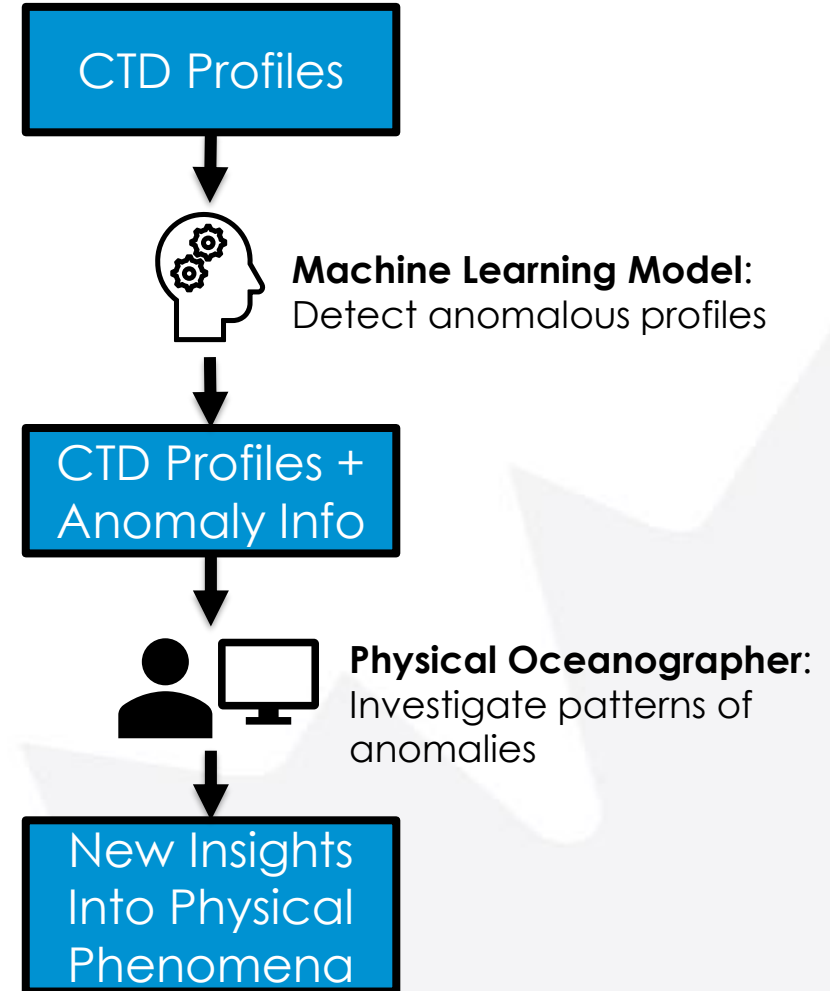 CTD Profiles
Machine Learning Model:
Detect anomalous profiles
CTD Profiles +
Anomaly Info
Physical Oceanographer:
Investigate patterns of
anomalies
New Insights
Into Physical
Phenomena